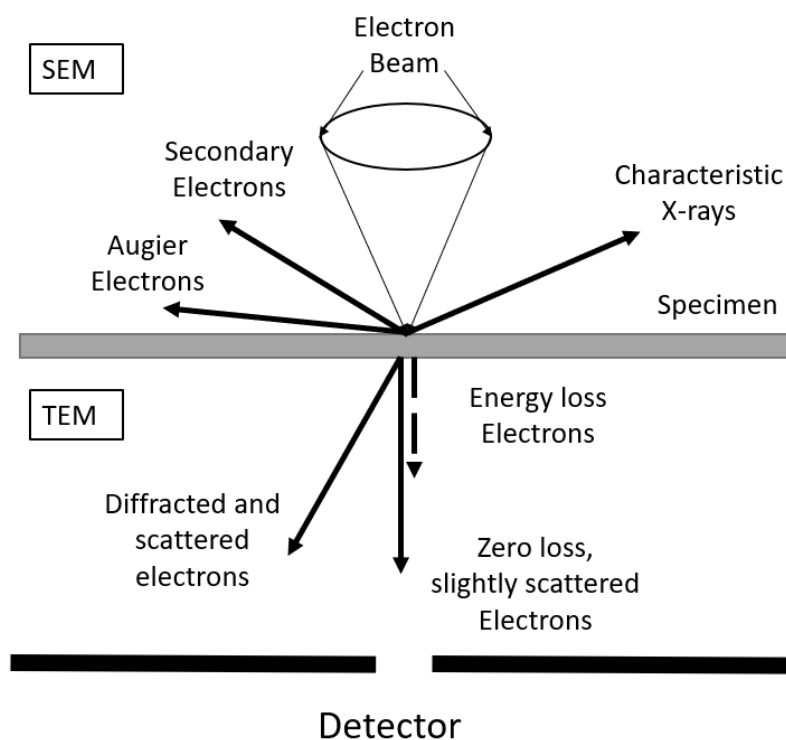 SEM
Electron
Beam
Secondary
Electrons
Characteristic
X-rays
Augier
Electrons
Specimen
TEM
Energy loss
Electrons
Diffracted and
scattered
electrons
Zero loss,
slightly scattered
Electrons
Detector